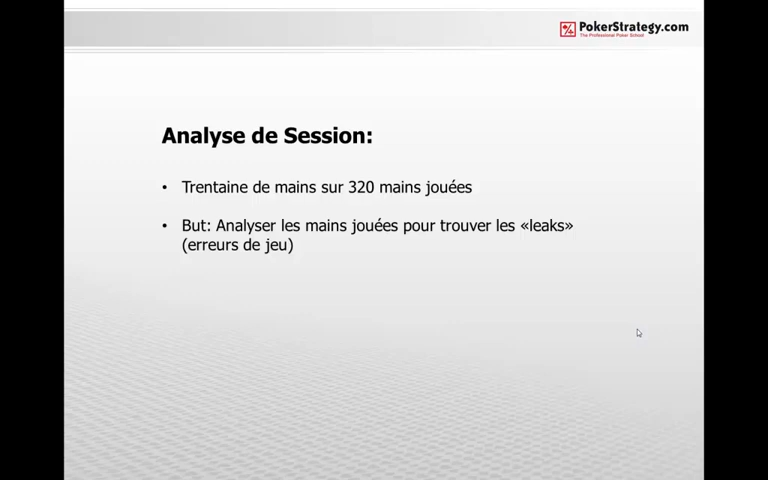 PokerStrategy.com
The Professional Poker School
Analyse de Session:
• Trentaine de mains sur 320 mains jouées
• But: Analyser les mains jouées pour trouver les «leaks»
(erreurs de jeu)